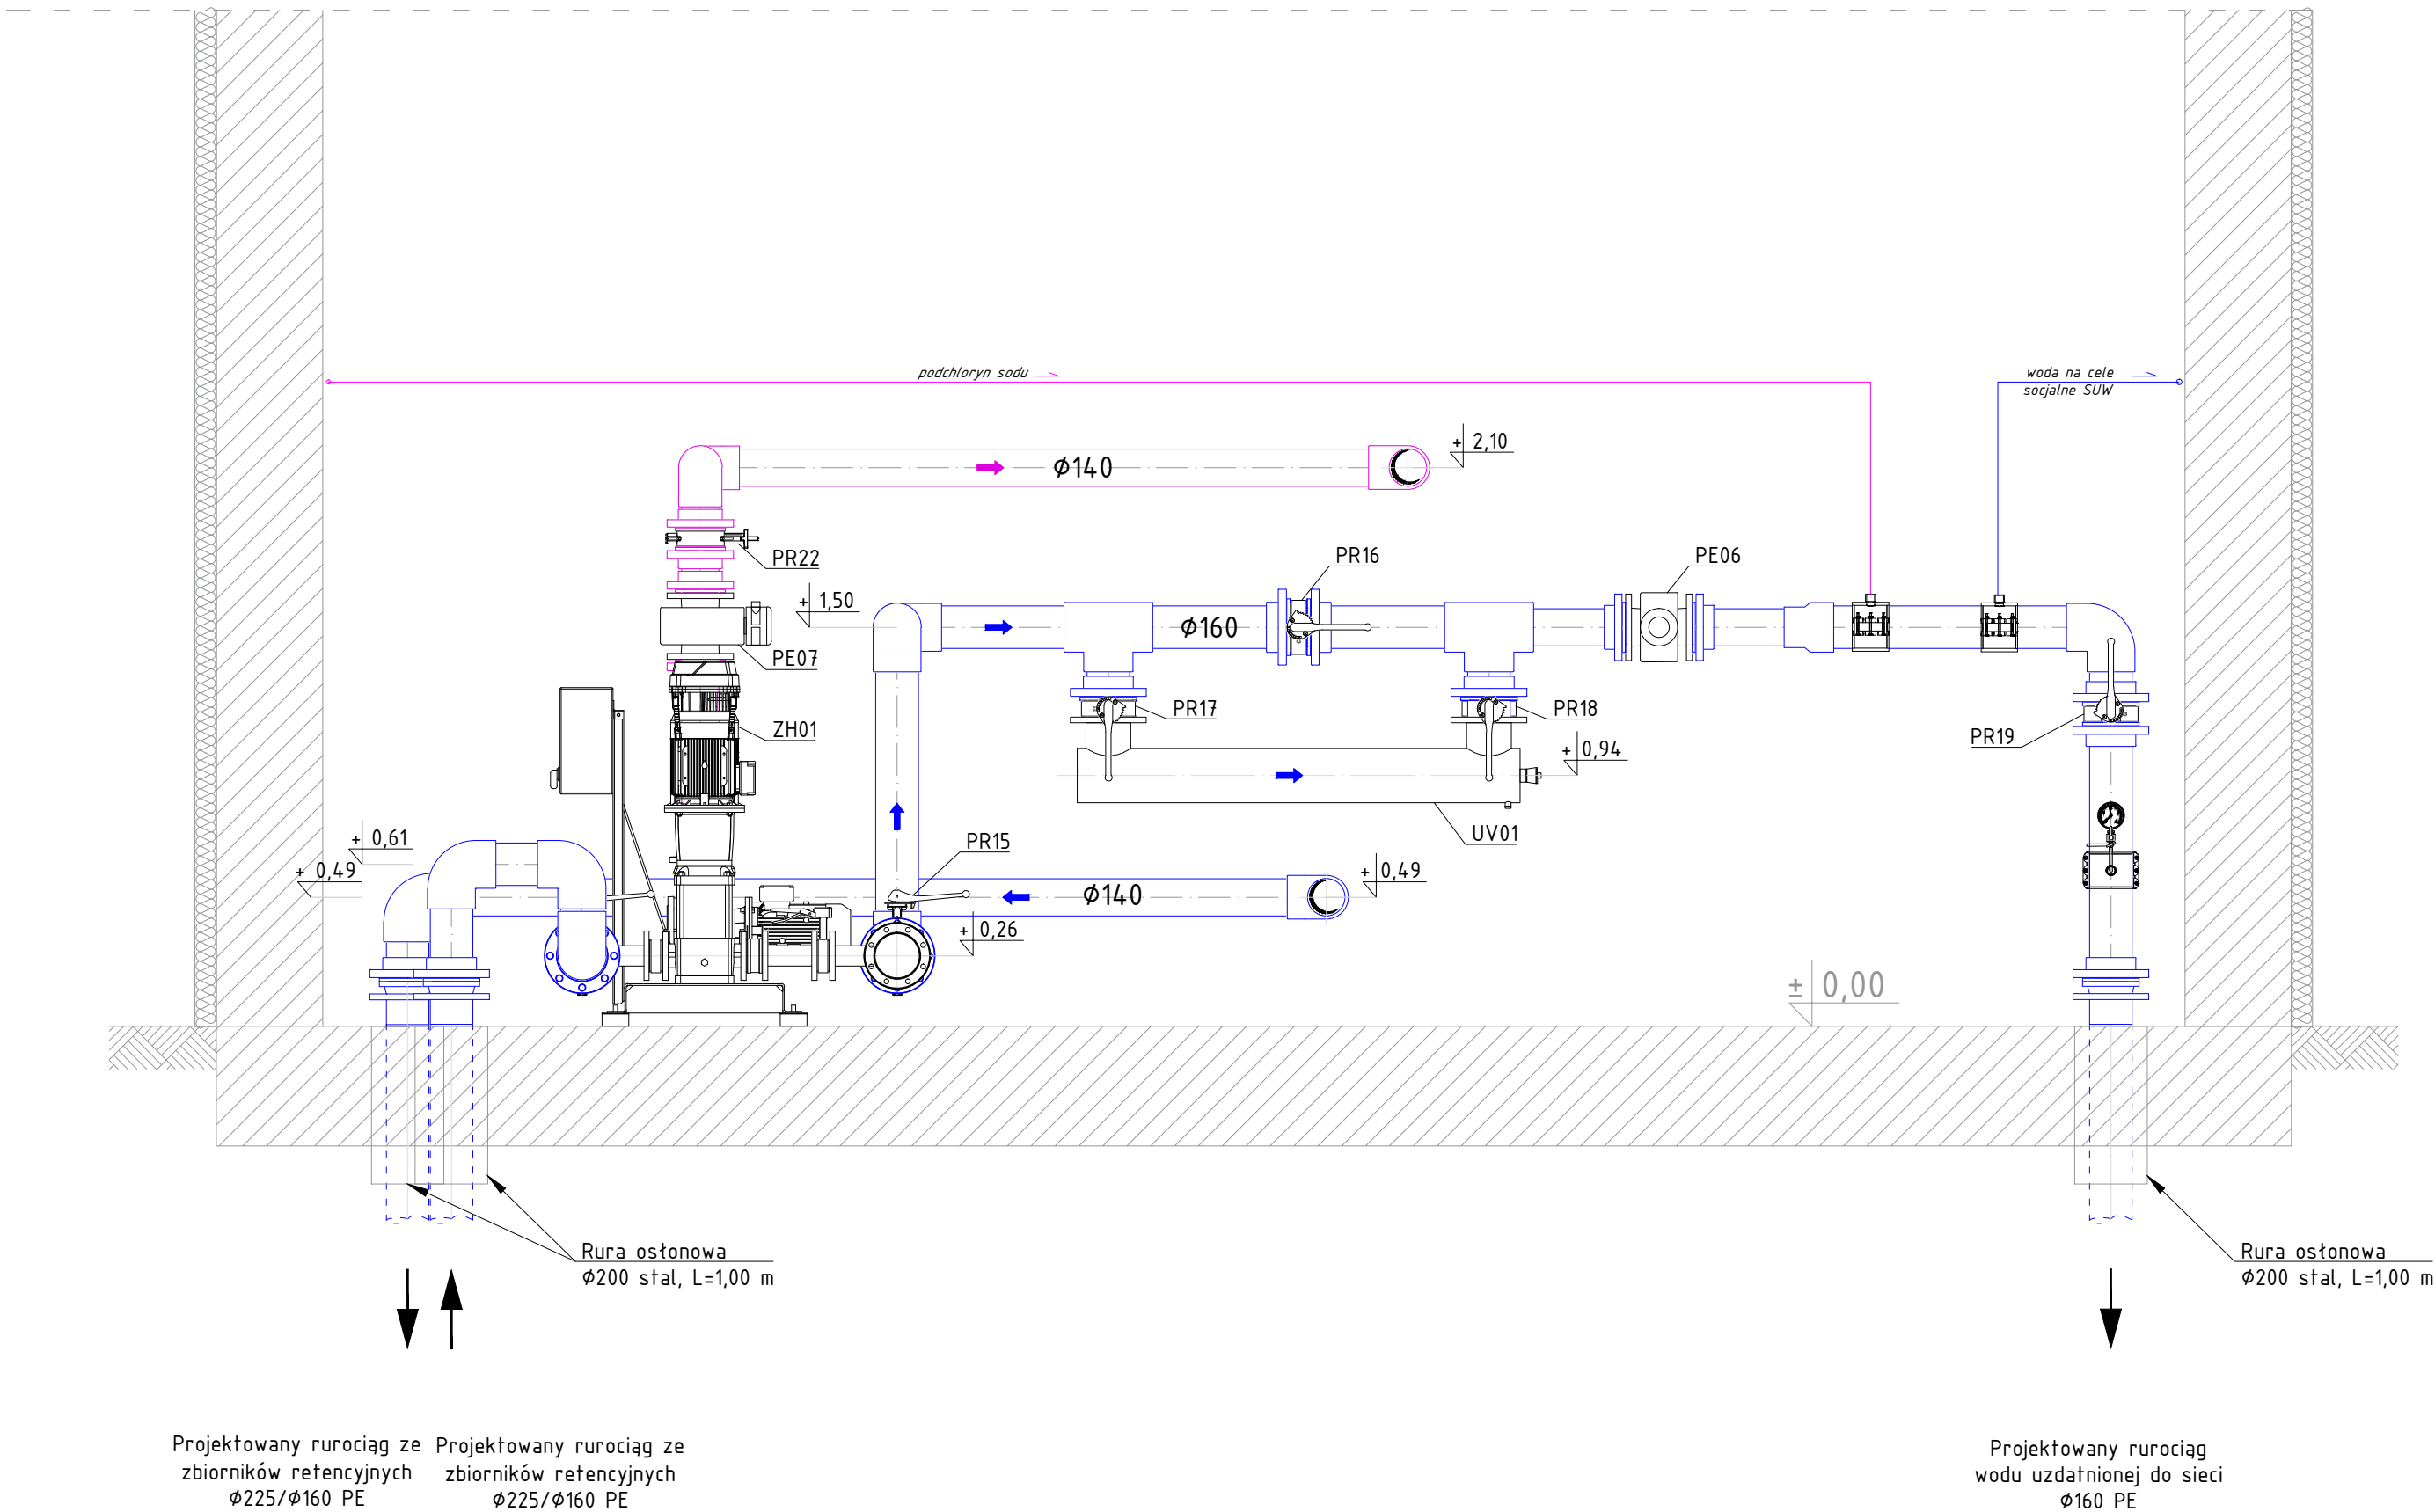 podchloryn sodu
woda na cele
socjalne SUW
+ 2,10
Φ140
PR22
PR16
PE06
+ 1,50
Φ160
PE07
PR17
PR18
ZH01
PR19
+ 0,94
UV01
PR15
+ 0,61
+ 0,49
+ 0,49
Φ140
+ 0,26
± 0,00
Rura osłonowa
Φ200 stal, L=1,00 m
Rura osłonowa
Φ200 stal, L=1,00 m
Projektowany rurociąg ze
zbiorników retencyjnych
Φ225/Φ160 PE
Projektowany rurociąg ze
zbiorników retencyjnych
Φ225/Φ160 PE
Projektowany rurociąg
wodu uzdatnionej do sieci
Φ160 PE